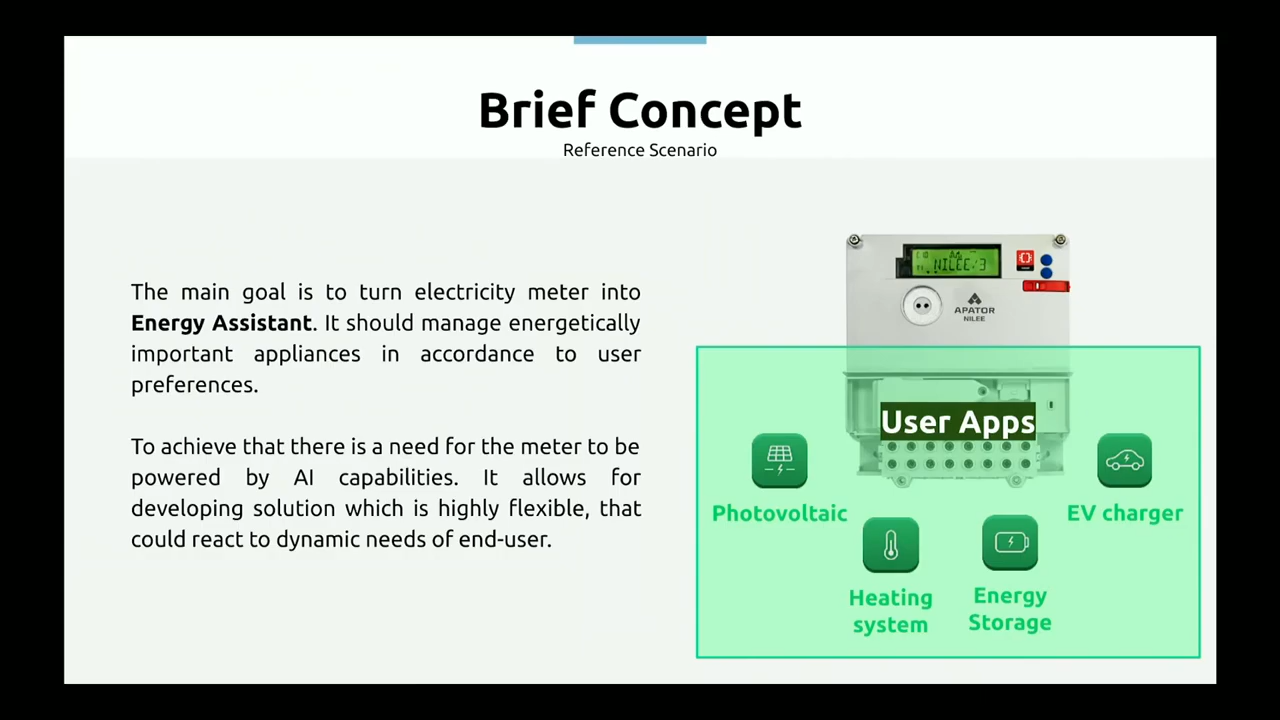 Brief Concept
Reference Scenario
The main goal is to turn electricity meter into
Energy Assistant. It should manage energetically
important appliances in accordance to user
preferences.
To achieve that there is a need for the meter to be
powered by AI capabilities. It allows for
developing solution which is highly flexible, that
could react to dynamic needs of end-user.
NILEE/3
APATOR
NILEE
User Apps
Photovoltaic
EV charger
Heating
system
Energy
Storage